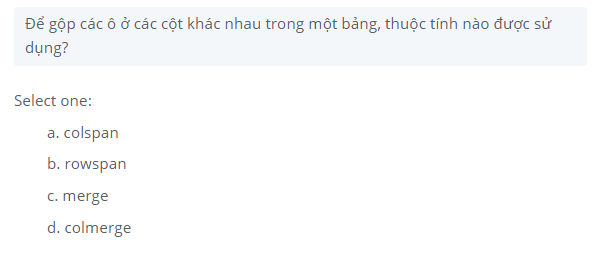 Để gộp các ô ở các cột khác nhau trong một bảng, thuộc tính nào được sử
dụng?
Select one:
a. colspan
b. rowspan
c. merge
d. colmerge